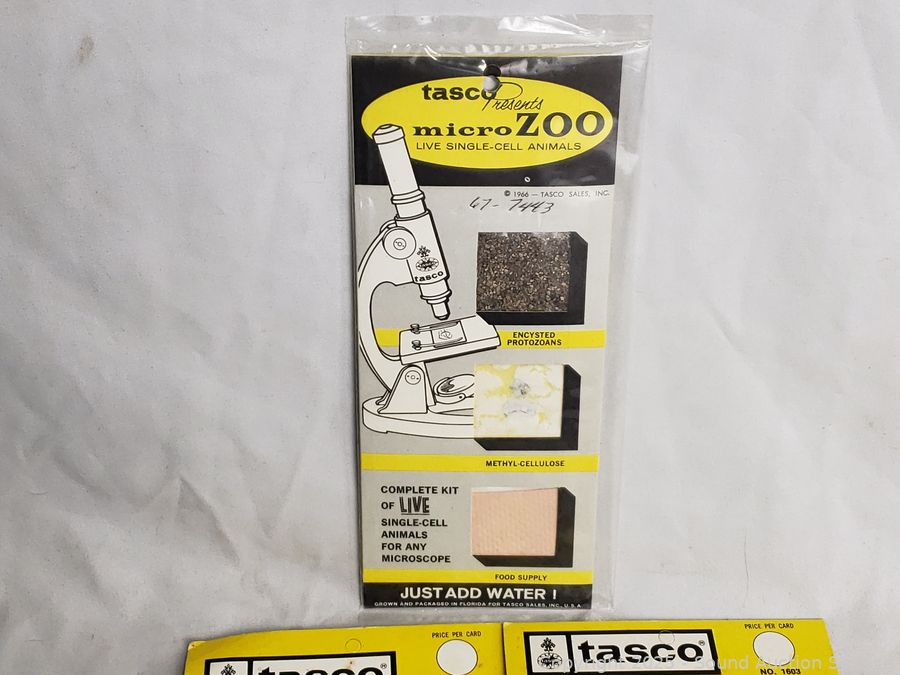 tasco Presents
micro ZOO
LIVE SINGLE-CELL ANIMALS
© 1966 — TASCO SALES, INC.
67-7443
tasco
ENCYSTED
PROTOZOANS
METHYL-CELLULOSE
COMPLETE KIT
OF LIVE
SINGLE-CELL
ANIMALS
FOR ANY
MICROSCOPE
FOOD SUPPLY
JUST ADD WATER !
GROWN AND PACKAGED IN FLORIDA FOR TASCO SALES, INC., U.S.A.
PRICE PER CARD
tasco®
PRICE PER CARD
tasco®
NO. 1603
Sound Auction